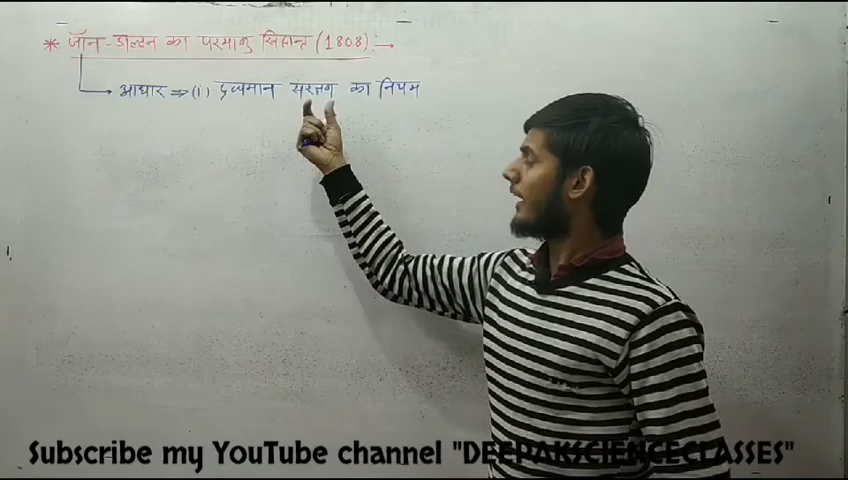 * जॉन-डाल्टन का परमाणु सिद्धान्त (1808) :→
आधार ⇒ (1) द्रव्यमान संरक्षण का नियम
Subscribe my YouTube channel "DEEPAKSCIENCECLASSES"